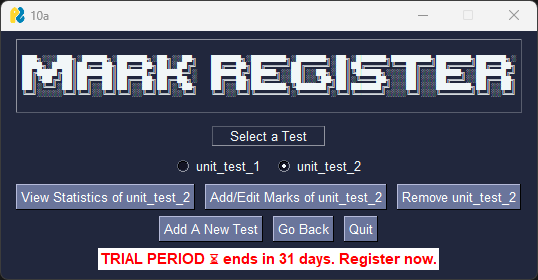 10a
MARK REGISTER
Select a Test
unit_test_1 unit_test_2
View Statistics of unit_test_2 Add/Edit Marks of unit_test_2 Remove unit_test_2
Add A New Test Go Back Quit
TRIAL PERIOD ⌛ ends in 31 days. Register now.